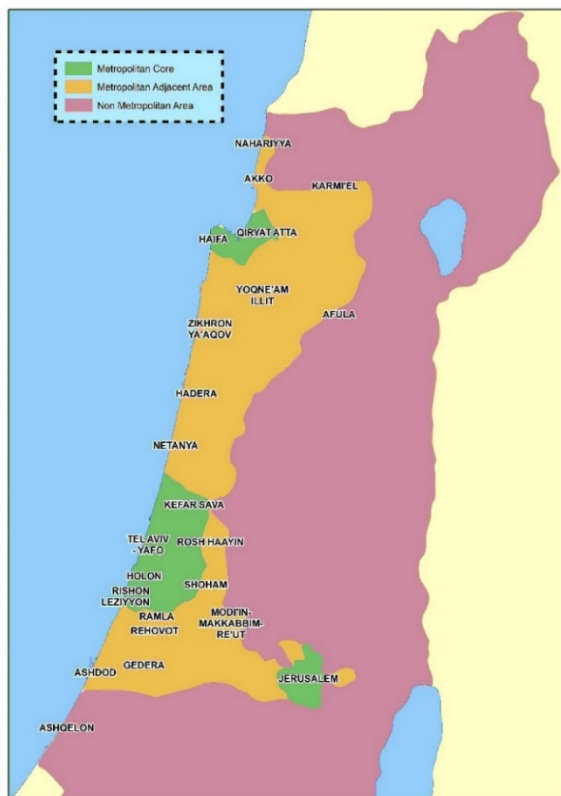 Metropolitan Core
Metropolitan Adjacent Area
Non Metropolitan Area
NAHARIYYA
AKKO
KARMI'EL
QIRYAT ATTA
HAIFA
YOQNE'AM
ILLIT
AFULA
ZIKHRON
YA'AQOV
HADERA
NETANYA
KEFAR SAVA
TEL AVIV
- YAFO
ROSH HAAYIN
HOLON
SHOHAM
RISHON
LEZIYYON
RAMLA
MODI'IN-
MAKKABBIM-
RE'UT
REHOVOT
GEDERA
ASHDOD
JERUSALEM
ASHQELON